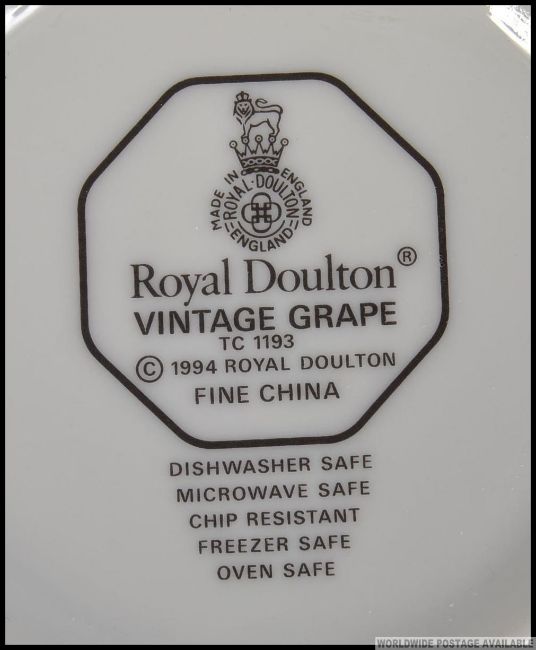 MADE IN ENGLAND
ROYAL·DOULTON
ENGLAND
Royal Doulton®
VINTAGE GRAPE
TC 1193
© 1994 ROYAL DOULTON
FINE CHINA
DISHWASHER SAFE
MICROWAVE SAFE
CHIP RESISTANT
FREEZER SAFE
OVEN SAFE
WORLDWIDE POSTAGE AVAILABLE